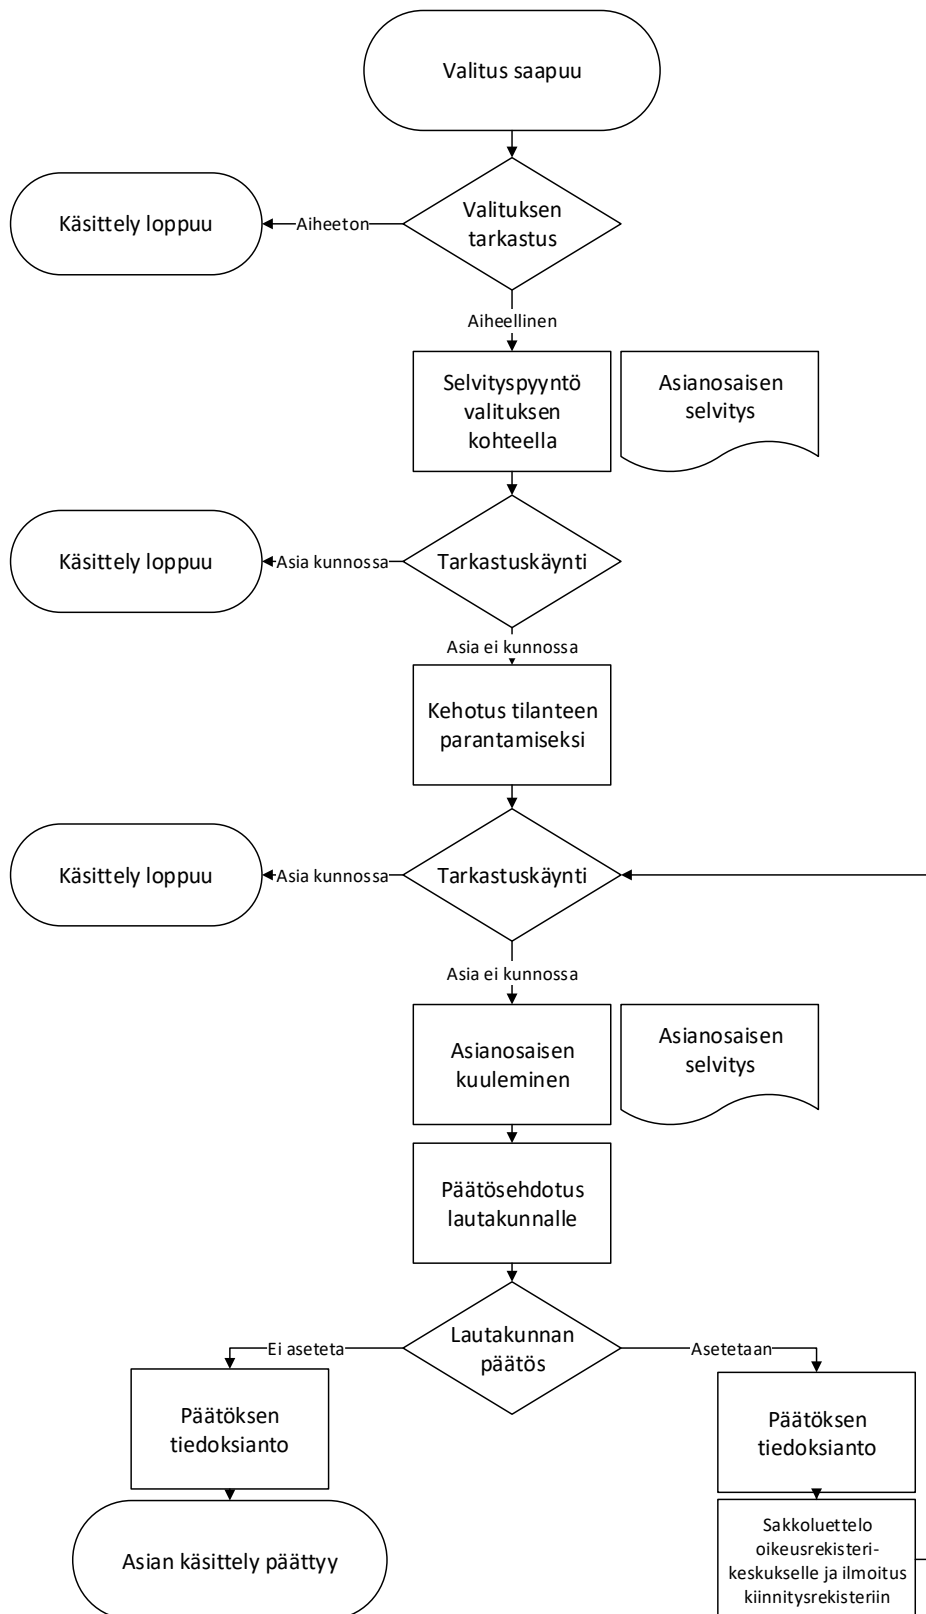 Valitus saapuu
Valituksen
tarkastus
Aiheeton
Käsittely loppuu
Aiheellinen
Selvityspyyntö
valituksen
kohteella
Asianosaisen
selvitys
Tarkastuskäynti
Asia kunnossa
Käsittely loppuu
Asia ei kunnossa
Kehotus tilanteen
parantamiseksi
Tarkastuskäynti
Asia kunnossa
Käsittely loppuu
Asia ei kunnossa
Asianosaisen
kuuleminen
Asianosaisen
selvitys
Päätösehdotus
lautakunnalle
Lautakunnan
päätös
Ei aseteta
Asetetaan
Päätöksen
tiedoksianto
Asian käsittely päättyy
Päätöksen
tiedoksianto
Sakkoluettelo
oikeusrekisteri-
keskukselle ja ilmoitus
kiinnitysrekisteriin